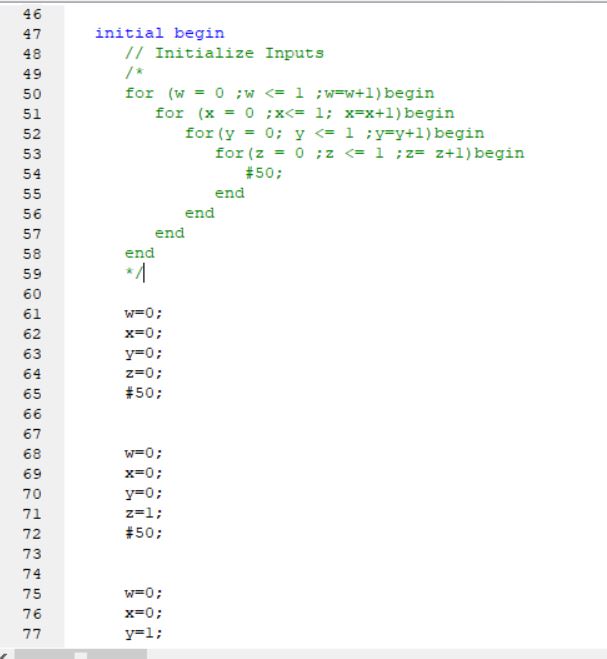 46
47 initial begin
48 // Initialize Inputs
49 /*
50 for (w = 0 ;w <= 1 ;w=w+1)begin
51 for (x = 0 ;x<= 1; x=x+1)begin
52 for(y = 0; y <= 1 ;y=y+1)begin
53 for(z = 0 ;z <= 1 ;z= z+1)begin
54 #50;
55 end
56 end
57 end
58 end
59 */
60
61 w=0;
62 x=0;
63 y=0;
64 z=0;
65 #50;
66
67
68 w=0;
69 x=0;
70 y=0;
71 z=1;
72 #50;
73
74
75 w=0;
76 x=0;
77 y=1;